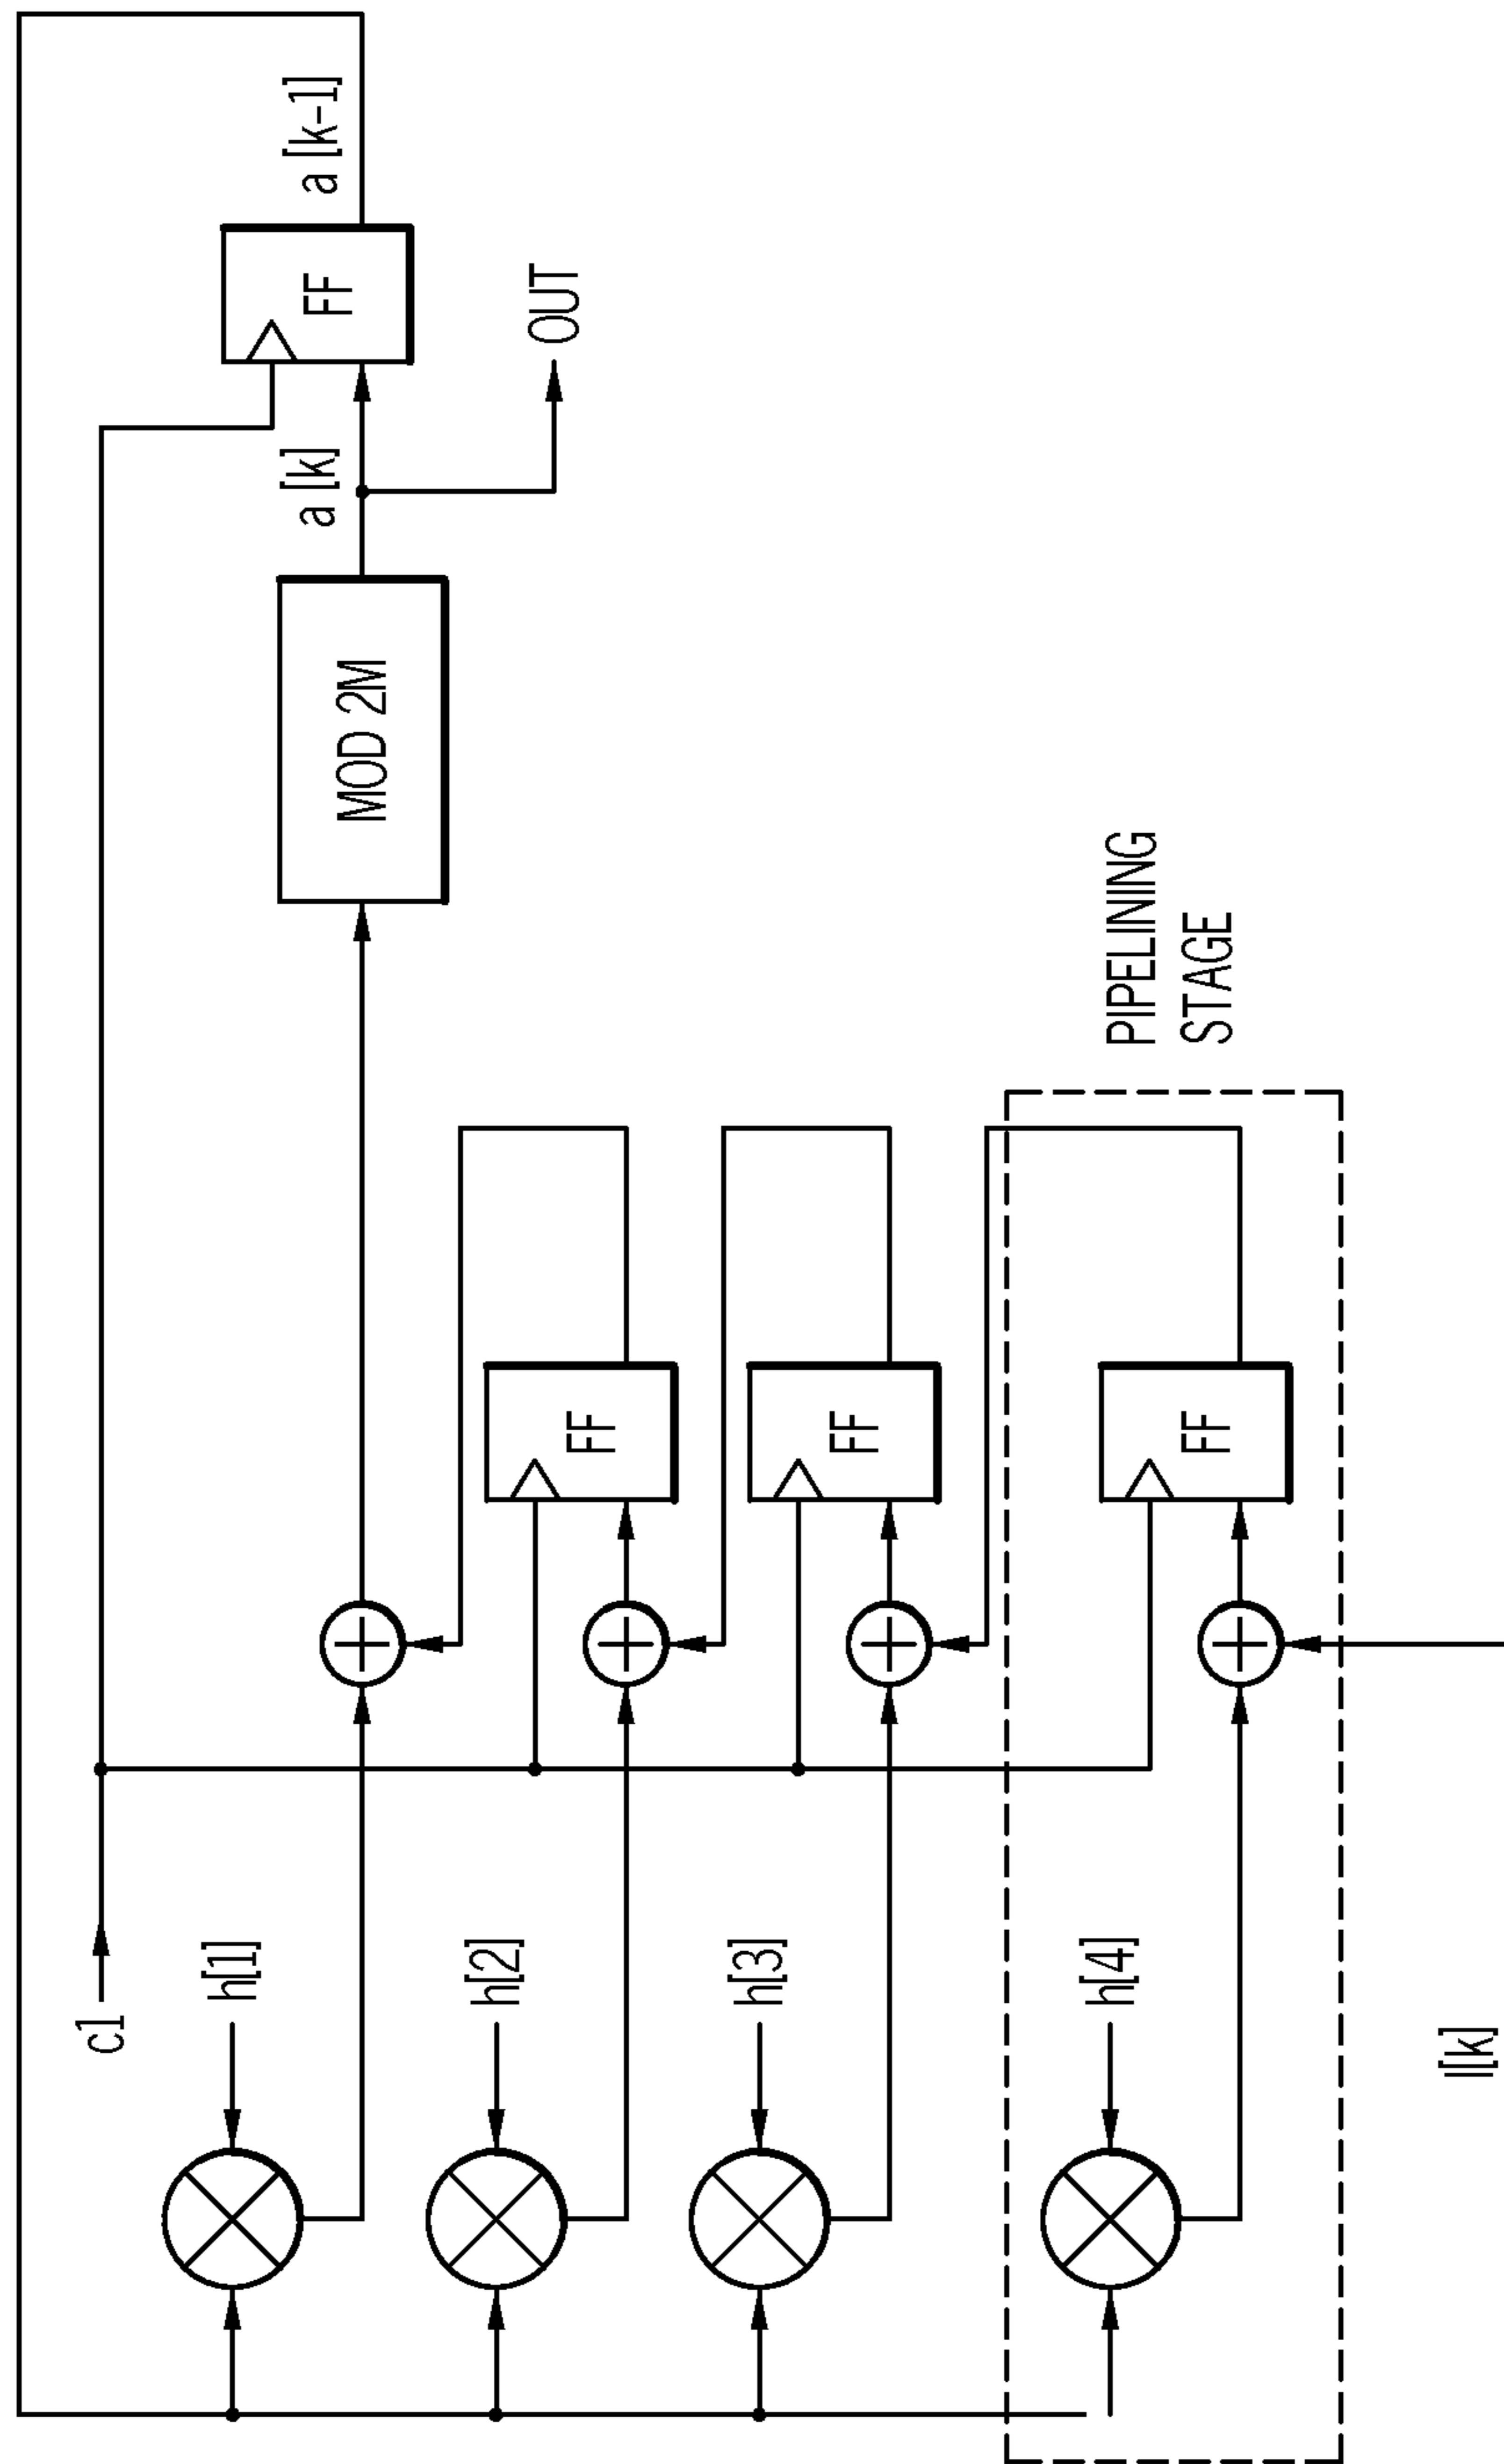 a [k-1]
FF
OUT
a [k]
MOD 2M
PIPELINING
STAGE
FF
FF
FF
c1
h[1]
h[2]
h[3]
h[4]
I[k]